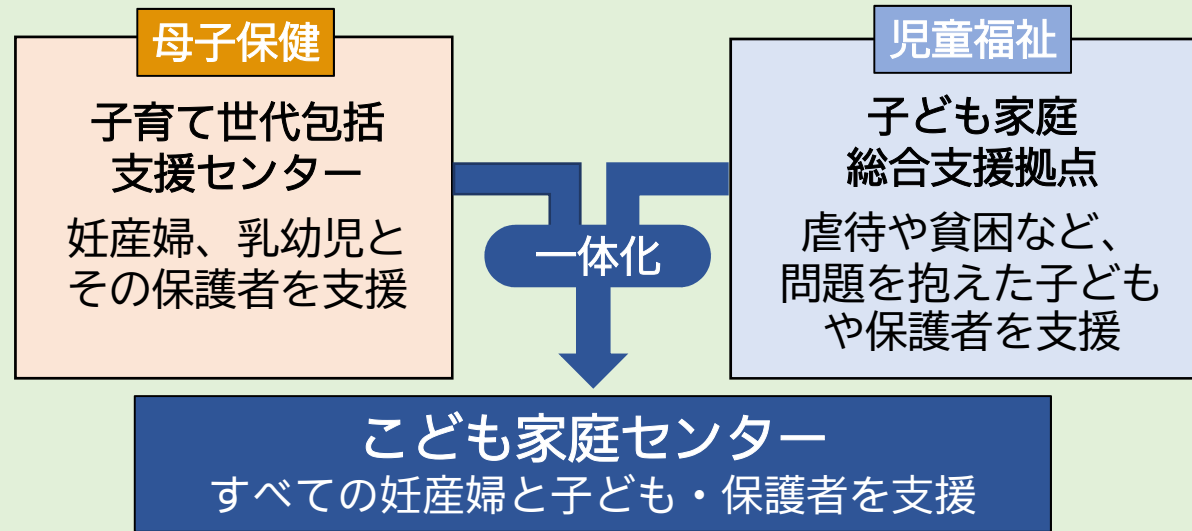 母子保健
子育て世代包括
支援センター
妊産婦、乳幼児と
その保護者を支援
児童福祉
子ども家庭
総合支援拠点
虐待や貧困など、
問題を抱えた子ども
や保護者を支援
一体化
こども家庭センター
すべての妊産婦と子ども・保護者を支援